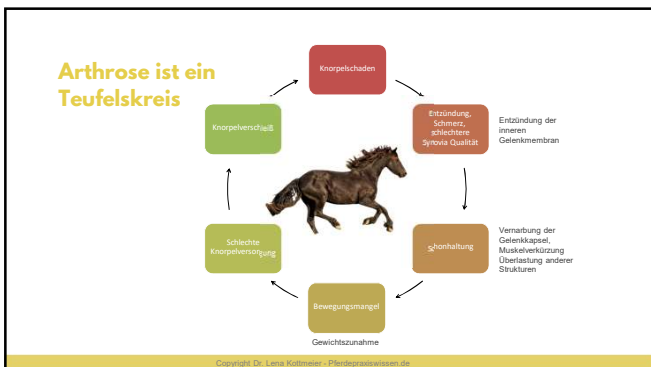 Arthrose ist ein
Teufelskreis
Knorpelschaden
Entzündung,
Schmerz,
schlechtere
Synovia Qualität
Entzündung der
inneren
Gelenkmembran
Schonhaltung
Vernarbung der
Gelenkkapsel,
Muskelverkürzung
Überlastung anderer
Strukturen
Bewegungsmangel
Gewichtszunahme
Schlechte
Knorpelversorgung
Knorpelverschleiß
Copyright Dr. Lena Kottmeier - Pferdepraxiswissen.de